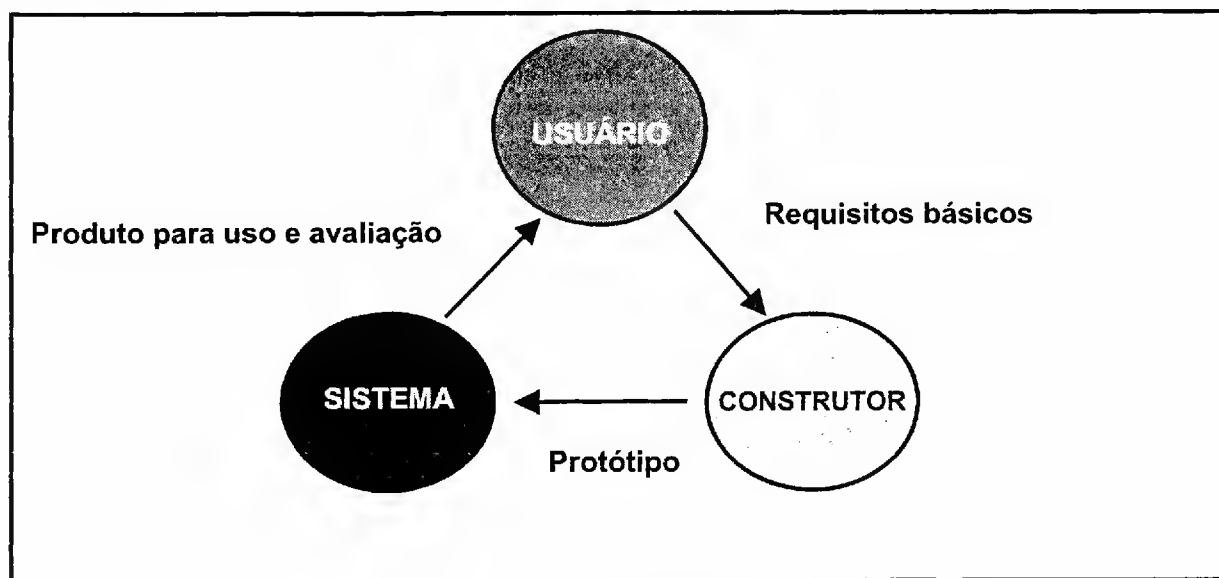 USUÁRIO
Requisitos básicos
Produto para uso e avaliação
SISTEMA
CONSTRUTOR
Protótipo